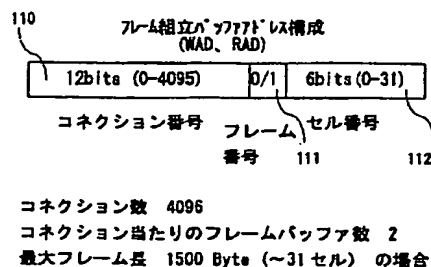 110
フレーム組立バッファアドレス構成
(WAD、RAD)
12bits (0-4095) 0/1 6bits(0-31)
コネクション番号 フレーム番号 セル番号
111 112
コネクション数 4096
コネクション当たりのフレームバッファ数 2
最大フレーム長 1500 Byte (~31セル) の場合